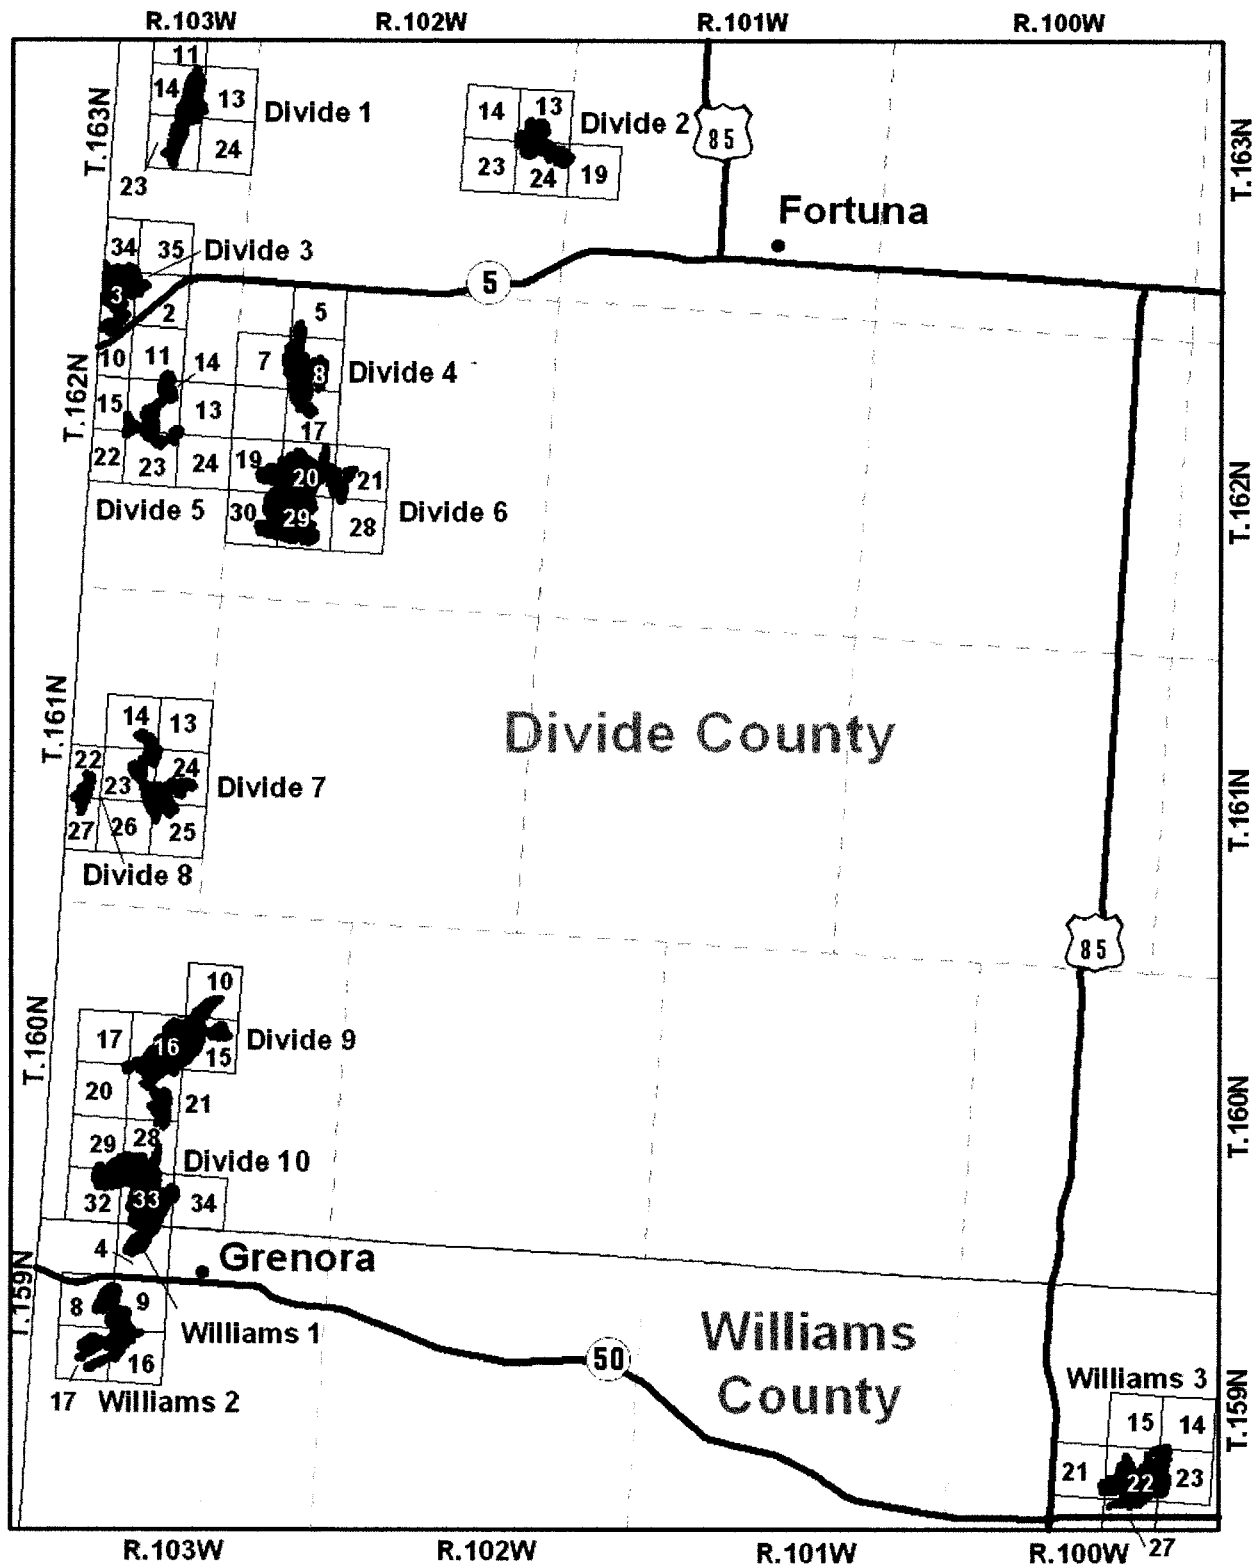 R.103W R.102W R.101W R.100W
11
14 13 Divide 1
24
23
T.163N
14 13 Divide 2
23 24 19
85
T.163N
Fortuna
34 35 Divide 3
3
2
5
5
10 11 14
7 8 Divide 4
15 13
17
T.162N
22 23 24 19 20 21
Divide 5 30 29 28 Divide 6
T.162N
T.161N
14 13
22 23 24 Divide 7
27 26 25
Divide 8
Divide County
T.161N
85
10
17 16 15 Divide 9
T.160N
20 21
29 28
Divide 10
32 33 34
T.160N
4
Grenora
T.159N
8 9
Williams 1
16
17 Williams 2
50
Williams
County
Williams 3
15 14
21 22 23
27
T.159N
R.103W R.102W R.101W R.100W